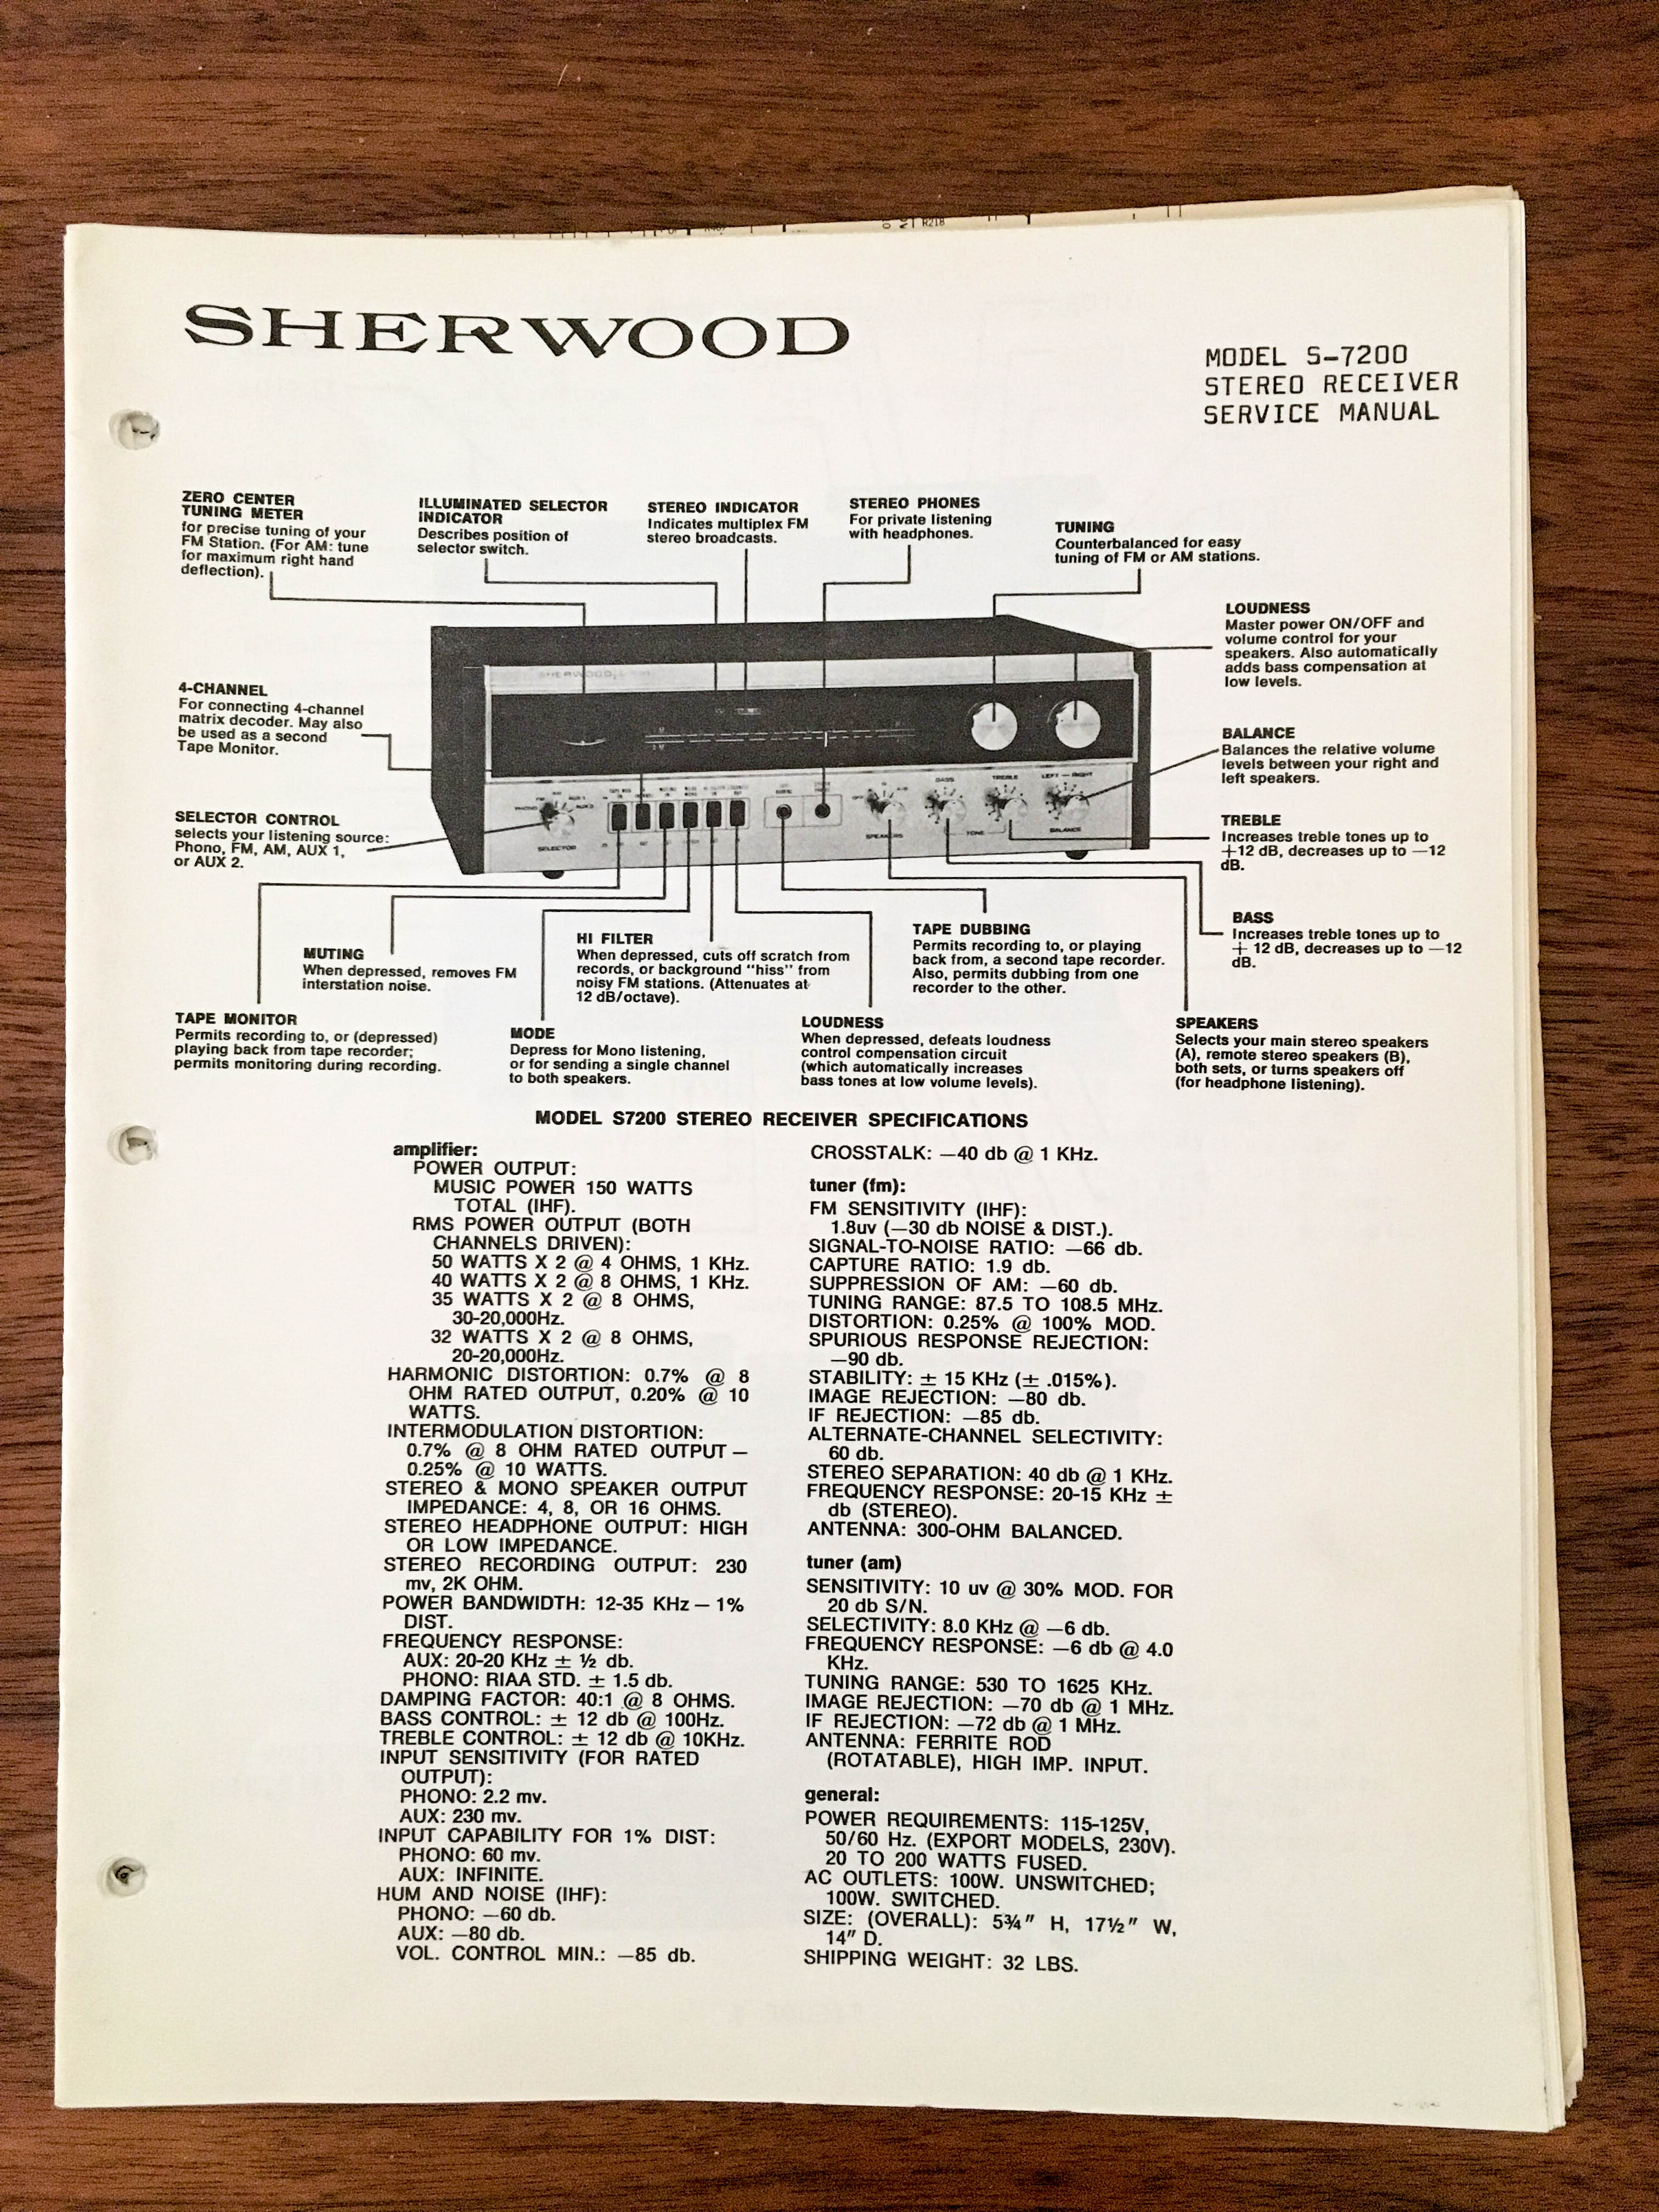 R218
SHERWOOD
MODEL S-7200
STEREO RECEIVER
SERVICE MANUAL
ZERO CENTER
TUNING METER
for precise tuning of your
FM Station. (For AM: tune
for maximum right hand
deflection).
ILLUMINATED SELECTOR
INDICATOR
Describes position of
selector switch.
STEREO INDICATOR
Indicates multiplex FM
stereo broadcasts.
STEREO PHONES
For private listening
with headphones.
TUNING
Counterbalanced for easy
tuning of FM or AM stations.
LOUDNESS
Master power ON/OFF and
volume control for your
speakers. Also automatically
adds bass compensation at
low levels.
4-CHANNEL
For connecting 4-channel
matrix decoder. May also
be used as a second
Tape Monitor.
BALANCE
Balances the relative volume
levels between your right and
left speakers.
SELECTOR CONTROL
selects your listening source:
Phono, FM, AM, AUX 1,
or AUX 2.
TREBLE
Increases treble tones up to
+12 dB, decreases up to —12
dB.
SHERWOOD
BASS
TREBLE
LEFT — RIGHT
PHONO
FM
AUX 1
AUX 2
OFF
SELECTOR
SPEAKERS
TONE
BALANCE
BASS
Increases treble tones up to
+ 12 dB, decreases up to —12
dB.
MUTING
When depressed, removes FM
interstation noise.
HI FILTER
When depressed, cuts off scratch from
records, or background "hiss" from
noisy FM stations. (Attenuates at
12 dB/octave).
TAPE DUBBING
Permits recording to, or playing
back from, a second tape recorder.
Also, permits dubbing from one
recorder to the other.
TAPE MONITOR
Permits recording to, or (depressed)
playing back from tape recorder;
permits monitoring during recording.
MODE
Depress for Mono listening,
or for sending a single channel
to both speakers.
LOUDNESS
When depressed, defeats loudness
control compensation circuit
(which automatically increases
bass tones at low volume levels).
SPEAKERS
Selects your main stereo speakers
(A), remote stereo speakers (B),
both sets, or turns speakers off
(for headphone listening).
MODEL S7200 STEREO RECEIVER SPECIFICATIONS
amplifier:
POWER OUTPUT:
MUSIC POWER 150 WATTS
TOTAL (IHF).
RMS POWER OUTPUT (BOTH
CHANNELS DRIVEN):
50 WATTS X 2 @ 4 OHMS, 1 KHz.
40 WATTS X 2 @ 8 OHMS, 1 KHz.
35 WATTS X 2 @ 8 OHMS,
30-20,000Hz.
32 WATTS X 2 @ 8 OHMS,
20-20,000Hz.
HARMONIC DISTORTION: 0.7% @ 8
OHM RATED OUTPUT, 0.20% @ 10
WATTS.
INTERMODULATION DISTORTION:
0.7% @ 8 OHM RATED OUTPUT —
0.25% @ 10 WATTS.
STEREO & MONO SPEAKER OUTPUT
IMPEDANCE: 4, 8, OR 16 OHMS.
STEREO HEADPHONE OUTPUT: HIGH
OR LOW IMPEDANCE.
STEREO RECORDING OUTPUT: 230
mv, 2K OHM.
POWER BANDWIDTH: 12-35 KHz — 1%
DIST.
FREQUENCY RESPONSE:
AUX: 20-20 KHz ± ½ db.
PHONO: RIAA STD. ± 1.5 db.
DAMPING FACTOR: 40:1 @ 8 OHMS.
BASS CONTROL: ± 12 db @ 100Hz.
TREBLE CONTROL: ± 12 db @ 10KHz.
INPUT SENSITIVITY (FOR RATED
OUTPUT):
PHONO: 2.2 mv.
AUX: 230 mv.
INPUT CAPABILITY FOR 1% DIST:
PHONO: 60 mv.
AUX: INFINITE.
HUM AND NOISE (IHF):
PHONO: —60 db.
AUX: —80 db.
VOL. CONTROL MIN.: —85 db.
CROSSTALK: —40 db @ 1 KHz.
tuner (fm):
FM SENSITIVITY (IHF):
1.8uv (—30 db NOISE & DIST.).
SIGNAL-TO-NOISE RATIO: —66 db.
CAPTURE RATIO: 1.9 db.
SUPPRESSION OF AM: —60 db.
TUNING RANGE: 87.5 TO 108.5 MHz.
DISTORTION: 0.25% @ 100% MOD.
SPURIOUS RESPONSE REJECTION:
—90 db.
STABILITY: ± 15 KHz (± .015%).
IMAGE REJECTION: —80 db.
IF REJECTION: —85 db.
ALTERNATE-CHANNEL SELECTIVITY:
60 db.
STEREO SEPARATION: 40 db @ 1 KHz.
FREQUENCY RESPONSE: 20-15 KHz ±
db (STEREO).
ANTENNA: 300-OHM BALANCED.
tuner (am)
SENSITIVITY: 10 uv @ 30% MOD. FOR
20 db S/N.
SELECTIVITY: 8.0 KHz @ —6 db.
FREQUENCY RESPONSE: —6 db @ 4.0
KHz.
TUNING RANGE: 530 TO 1625 KHz.
IMAGE REJECTION: —70 db @ 1 MHz.
IF REJECTION: —72 db @ 1 MHz.
ANTENNA: FERRITE ROD
(ROTATABLE), HIGH IMP. INPUT.
general:
POWER REQUIREMENTS: 115-125V,
50/60 Hz. (EXPORT MODELS, 230V).
20 TO 200 WATTS FUSED.
AC OUTLETS: 100W. UNSWITCHED;
100W. SWITCHED.
SIZE: (OVERALL): 5¾" H, 17½" W,
14" D.
SHIPPING WEIGHT: 32 LBS.